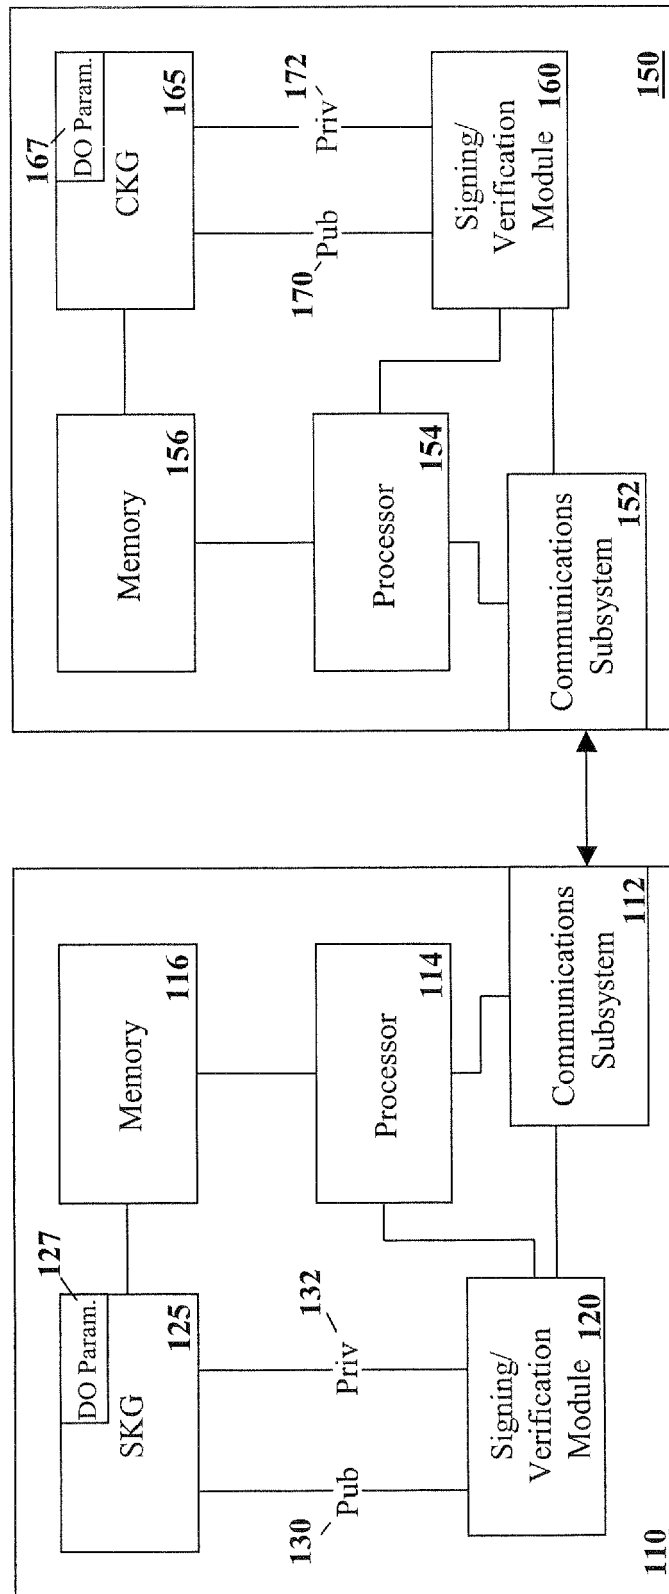 127
DO Param.
SKG
125
Memory
116
130
Pub
132
Priv
Processor
114
Signing/
Verification
Module
120
Communications
Subsystem
112
110
167
DO Param.
CKG
165
Memory
156
170
Pub
172
Priv
Processor
154
Signing/
Verification
Module
160
Communications
Subsystem
152
150